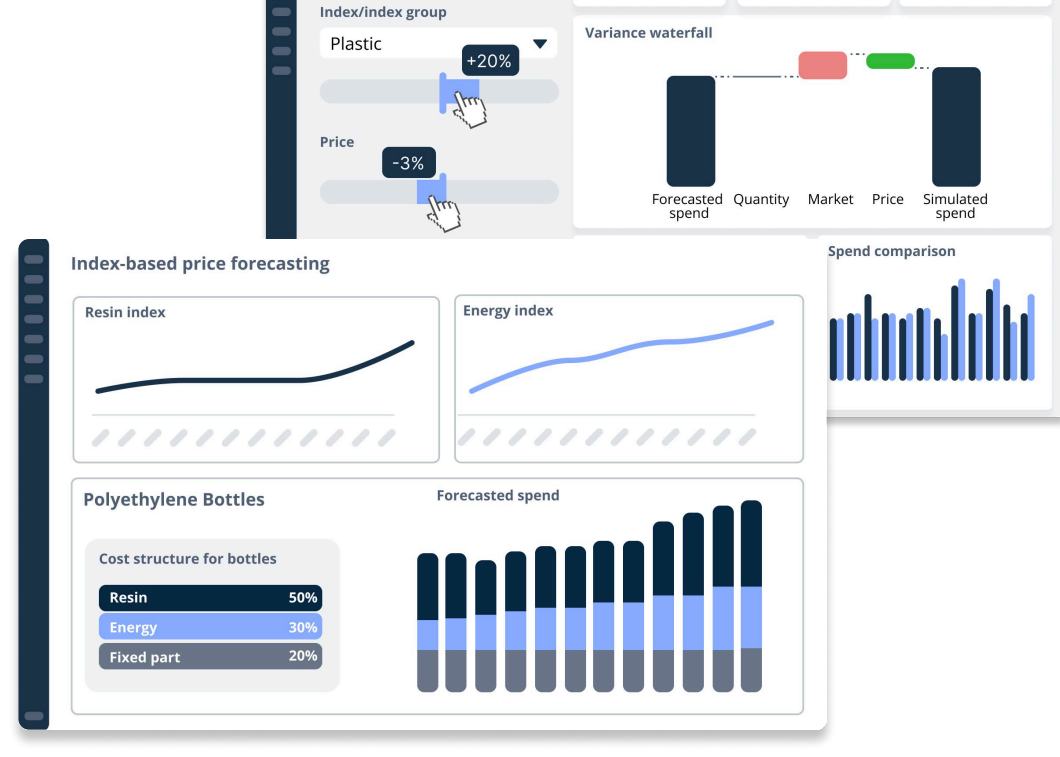 Index/index group
Plastic
+20%
Price
-3%
Variance waterfall
Forecasted spend
Quantity
Market
Price
Simulated spend
Spend comparison
Index-based price forecasting
Resin index
Energy index
Polyethylene Bottles
Cost structure for bottles
Resin 50%
Energy 30%
Fixed part 20%
Forecasted spend